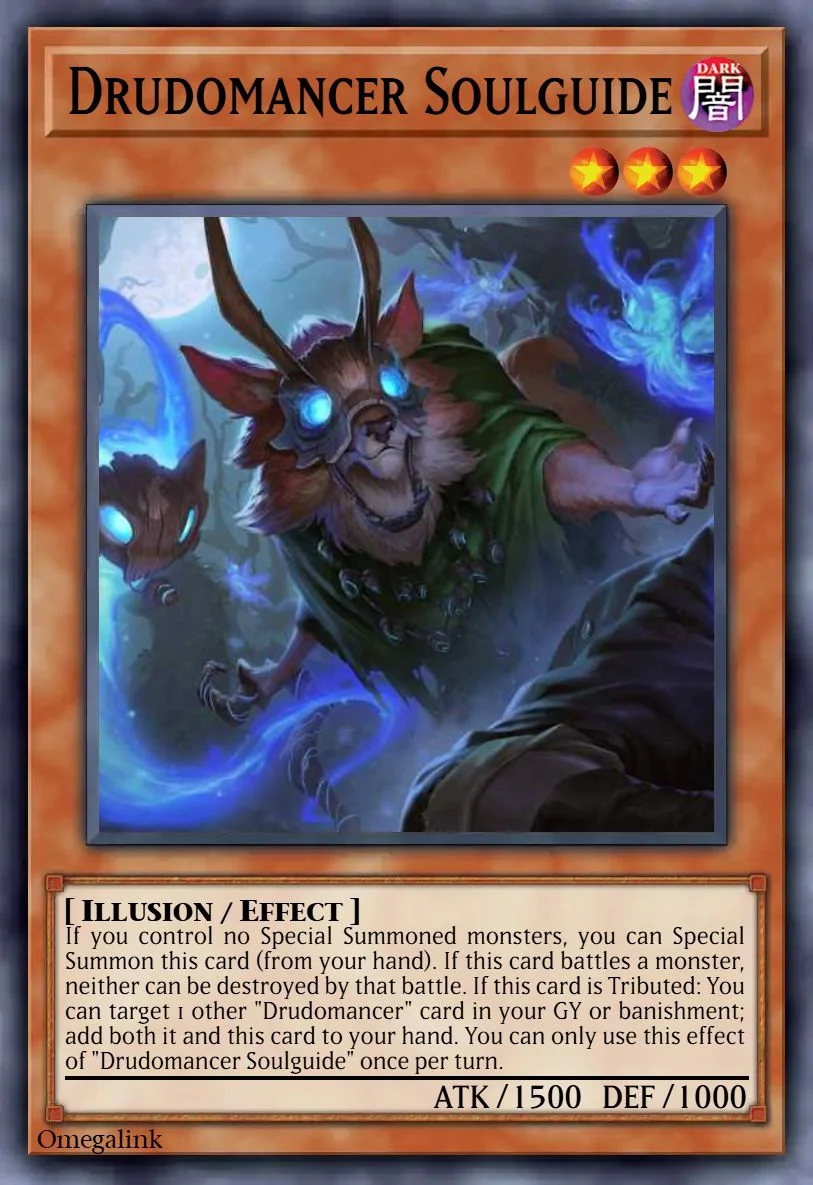 DRUDOMANCER SOULGUIDE
DARK
闇
[ ILLUSION / EFFECT ]
If you control no Special Summoned monsters, you can Special
Summon this card (from your hand). If this card battles a monster,
neither can be destroyed by that battle. If this card is Tributed: You
can target 1 other "Drudomancer" card in your GY or banishment;
add both it and this card to your hand. You can only use this effect
of "Drudomancer Soulguide" once per turn.
ATK / 1500 DEF / 1000
Omegalink